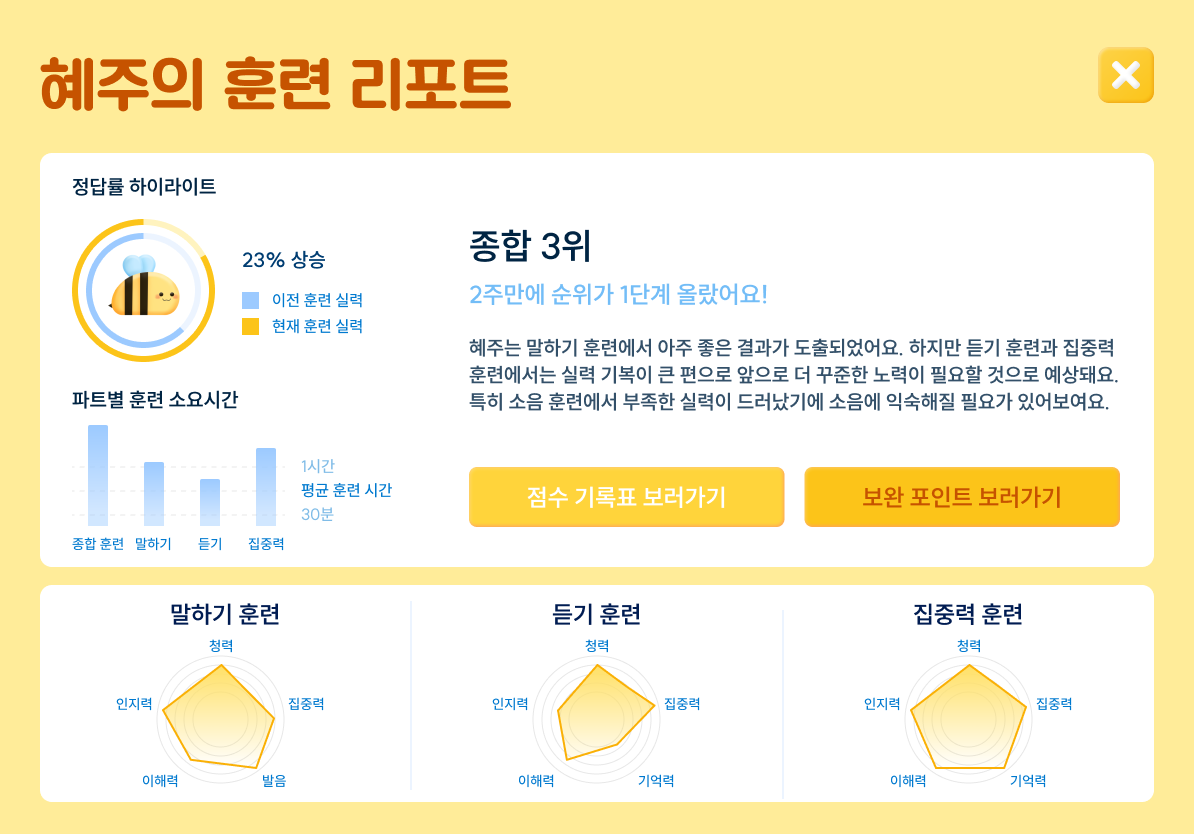 혜주의 훈련 리포트
정답률 하이라이트
23% 상승
이전 훈련 실력
현재 훈련 실력
파트별 훈련 소요시간
1시간
평균 훈련 시간
30분
종합 훈련 말하기 듣기 집중력
종합 3위
2주만에 순위가 1단계 올랐어요!
혜주는 말하기 훈련에서 아주 좋은 결과가 도출되었어요. 하지만 듣기 훈련과 집중력
훈련에서는 실력 기복이 큰 편으로 앞으로 더 꾸준한 노력이 필요할 것으로 예상돼요.
특히 소음 훈련에서 부족한 실력이 드러났기에 소음에 익숙해질 필요가 있어보여요.
점수 기록표 보러가기
보완 포인트 보러가기
말하기 훈련
청력
인지력
집중력
이해력
발음
듣기 훈련
청력
인지력
집중력
이해력
기억력
집중력 훈련
청력
인지력
집중력
이해력
기억력